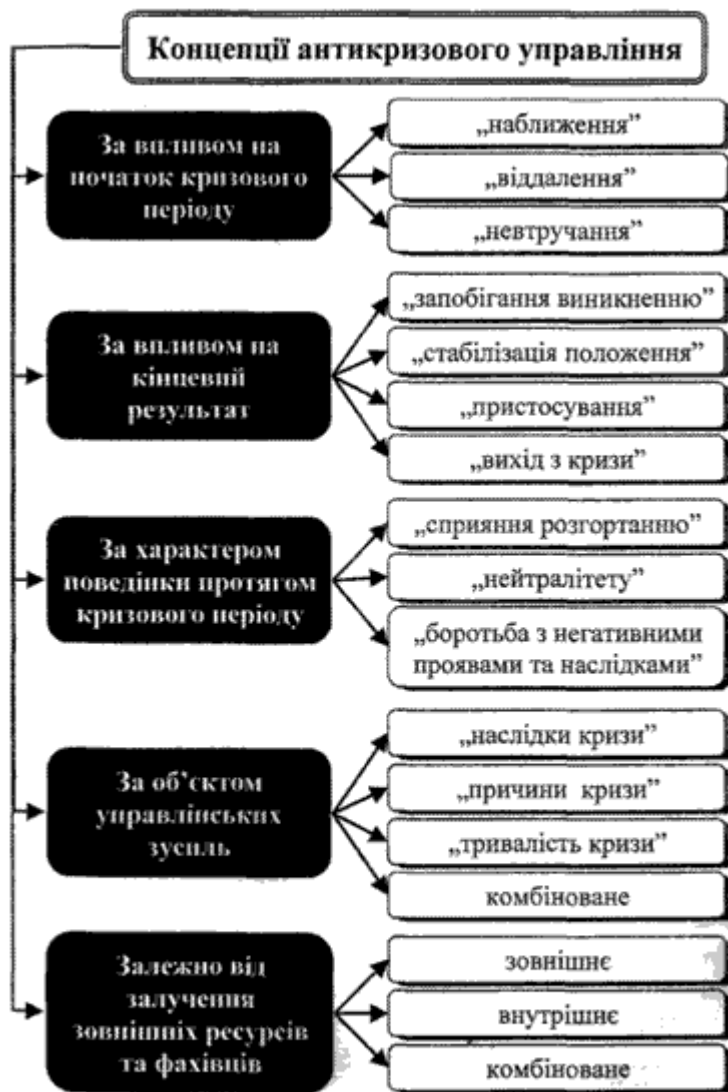 Концепції антикризового управління
За впливом на
початок кризового
періоду
„наближення”
„віддалення”
„невтручання”
За впливом на
кінцевий
результат
„запобігання виникненню”
„стабілізація положення”
„пристосування”
„вихід з кризи”
За характером
поведінки протягом
кризового періоду
„сприяння розгортанню”
„нейтралітету”
„боротьба з негативними
проявами та наслідками”
За об’єктом
управлінських
зусиль
„наслідки кризи”
„причини кризи”
„тривалість кризи”
комбіноване
Залежно від
залучення
зовнішніх ресурсів
та фахівців
зовнішнє
внутрішнє
комбіноване